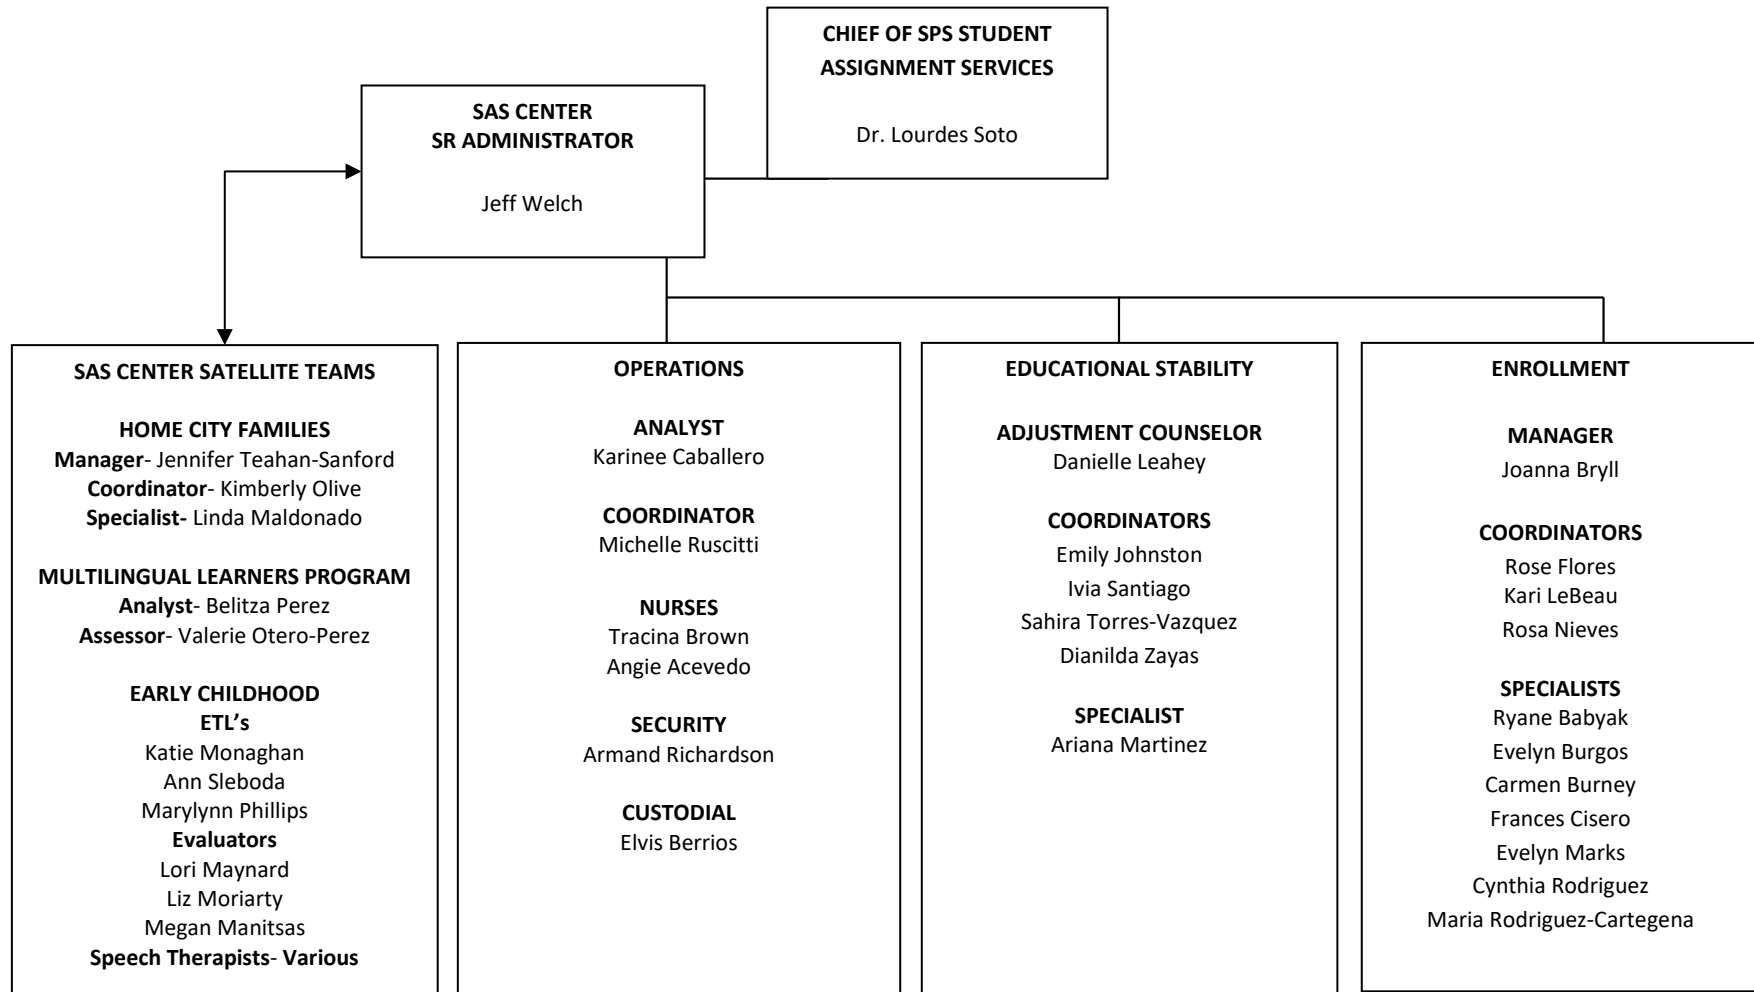 CHIEF OF SPS STUDENT
ASSIGNMENT SERVICES
Dr. Lourdes Soto
SAS CENTER
SR ADMINISTRATOR
Jeff Welch
SAS CENTER SATELLITE TEAMS
HOME CITY FAMILIES
Manager- Jennifer Teahan-Sanford
Coordinator- Kimberly Olive
Specialist- Linda Maldonado
MULTILINGUAL LEARNERS PROGRAM
Analyst- Belitza Perez
Assessor- Valerie Otero-Perez
EARLY CHILDHOOD
ETL’s
Katie Monaghan
Ann Sleboda
Marylynn Phillips
Evaluators
Lori Maynard
Liz Moriarty
Megan Manitsas
Speech Therapists- Various
OPERATIONS
ANALYST
Karinee Caballero
COORDINATOR
Michelle Ruscitti
NURSES
Tracina Brown
Angie Acevedo
SECURITY
Armand Richardson
CUSTODIAL
Elvis Berrios
EDUCATIONAL STABILITY
ADJUSTMENT COUNSELOR
Danielle Leahey
COORDINATORS
Emily Johnston
Ivia Santiago
Sahira Torres-Vazquez
Dianilda Zayas
SPECIALIST
Ariana Martinez
ENROLLMENT
MANAGER
Joanna Bryll
COORDINATORS
Rose Flores
Kari LeBeau
Rosa Nieves
SPECIALISTS
Ryane Babyak
Evelyn Burgos
Carmen Burney
Frances Cisero
Evelyn Marks
Cynthia Rodriguez
Maria Rodriguez-Cartegena